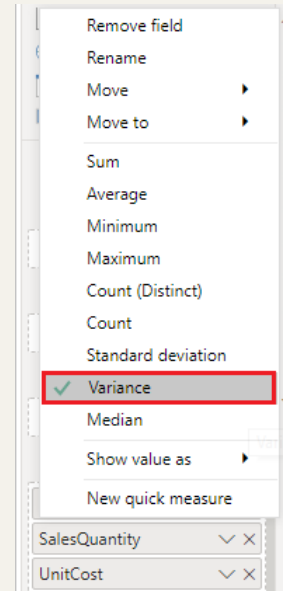 Remove field
Rename
Move
Move to
Sum
Average
Minimum
Maximum
Count (Distinct)
Count
Standard deviation
Variance
Median
Show value as
New quick measure
SalesQuantity
UnitCost